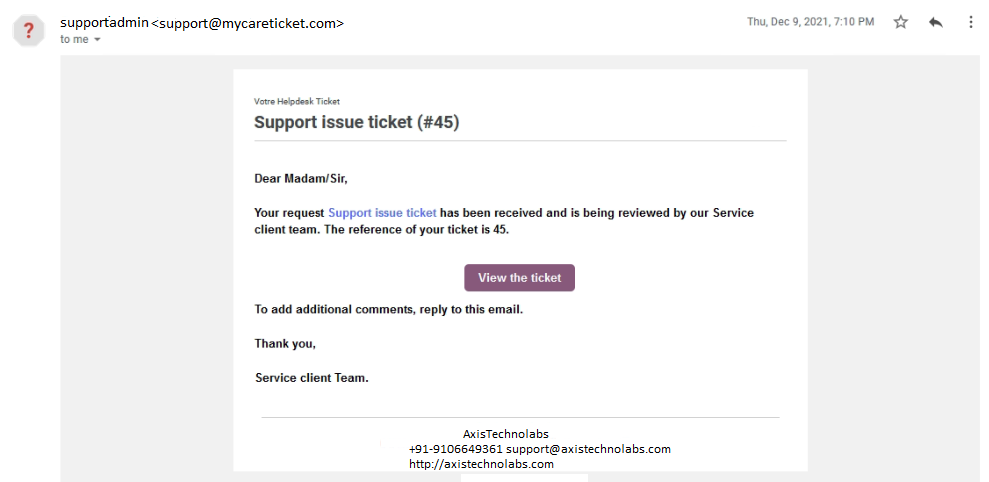 supportadmin <support@mycareticket.com>
Thu, Dec 9, 2021, 7:10 PM
to me
Votre Helpdesk Ticket
Support issue ticket (#45)
Dear Madam/Sir,
Your request Support issue ticket has been received and is being reviewed by our Service
client team. The reference of your ticket is 45.
View the ticket
To add additional comments, reply to this email.
Thank you,
Service client Team.
AxisTechnolabs
+91-9106649361 support@axistechnolabs.com
http://axistechnolabs.com